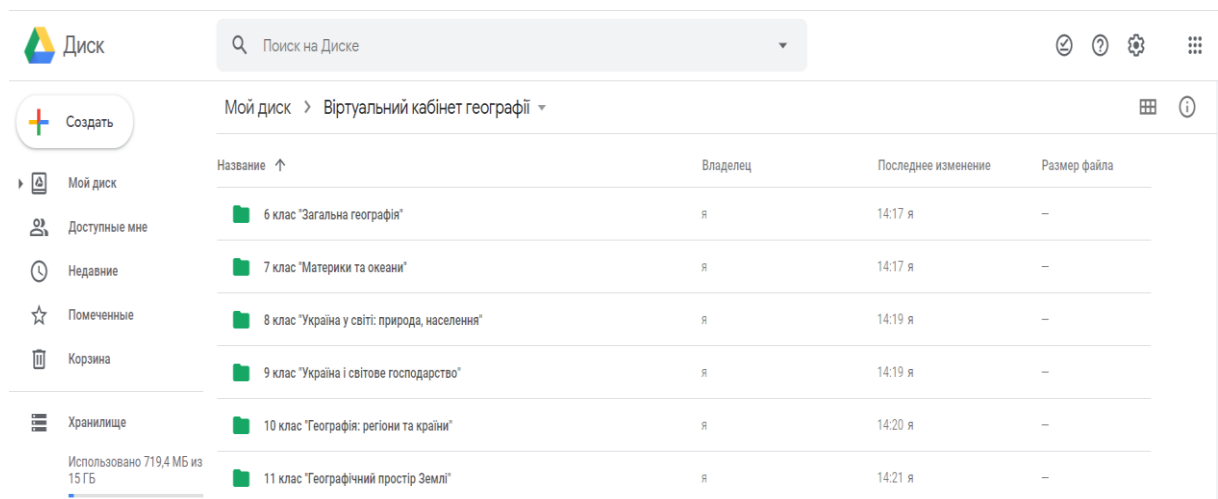 Диск
Поиск на Диске
Создать
Мой диск
Доступные мне
Недавние
Помеченные
Корзина
Хранилище
Использовано 719,4 МБ из
15 ГБ
Мой диск > Віртуальний кабінет географії
Название ↑ Владелец Последнее изменение Размер файла
6 клас "Загальна географія" я 14:17 я –
7 клас "Материки та океани" я 14:17 я –
8 клас "Україна у світі: природа, населення" я 14:19 я –
9 клас "Україна і світове господарство" я 14:19 я –
10 клас "Географія: регіони та країни" я 14:20 я –
11 клас "Географічний простір Землі" я 14:21 я –